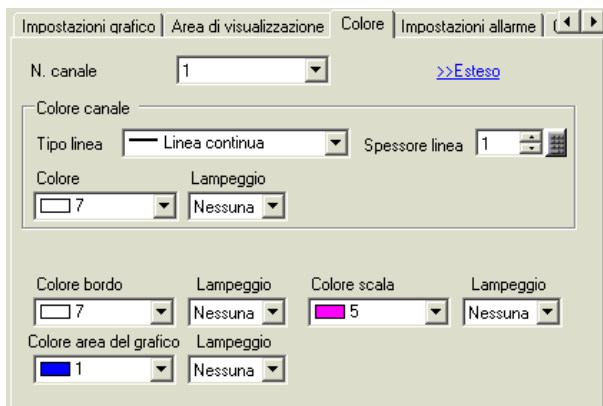 Impostazioni grafico Area di visualizzazione Colore Impostazioni allarme
N. canale 1 >>Esteso
Colore canale
Tipo linea Linea continua Spessore linea 1
Colore Lampeggio
7 Nessuna
Colore bordo Lampeggio Colore scala Lampeggio
7 Nessuna 5 Nessuna
Colore area del grafico Lampeggio
1 Nessuna